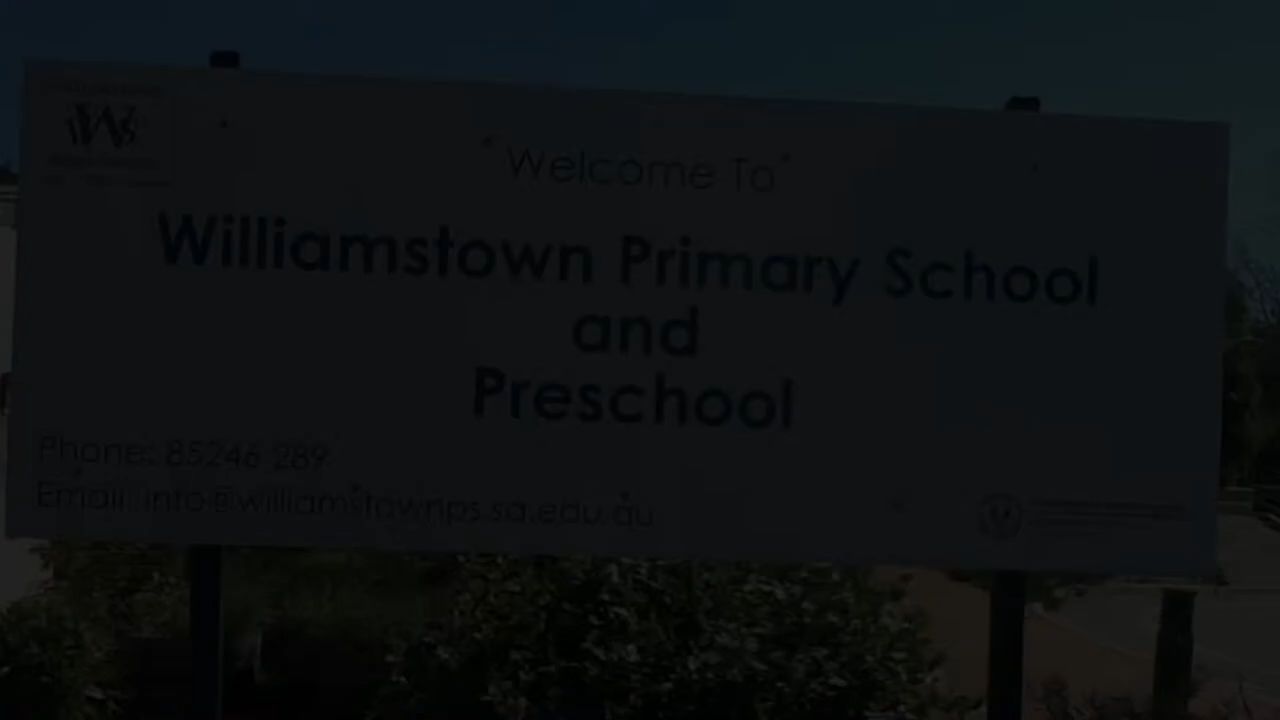 Welcome To
Williamstown Primary School
and
Preschool
Phone: 85246 289
Email: info@williamstownps.sa.edu.au